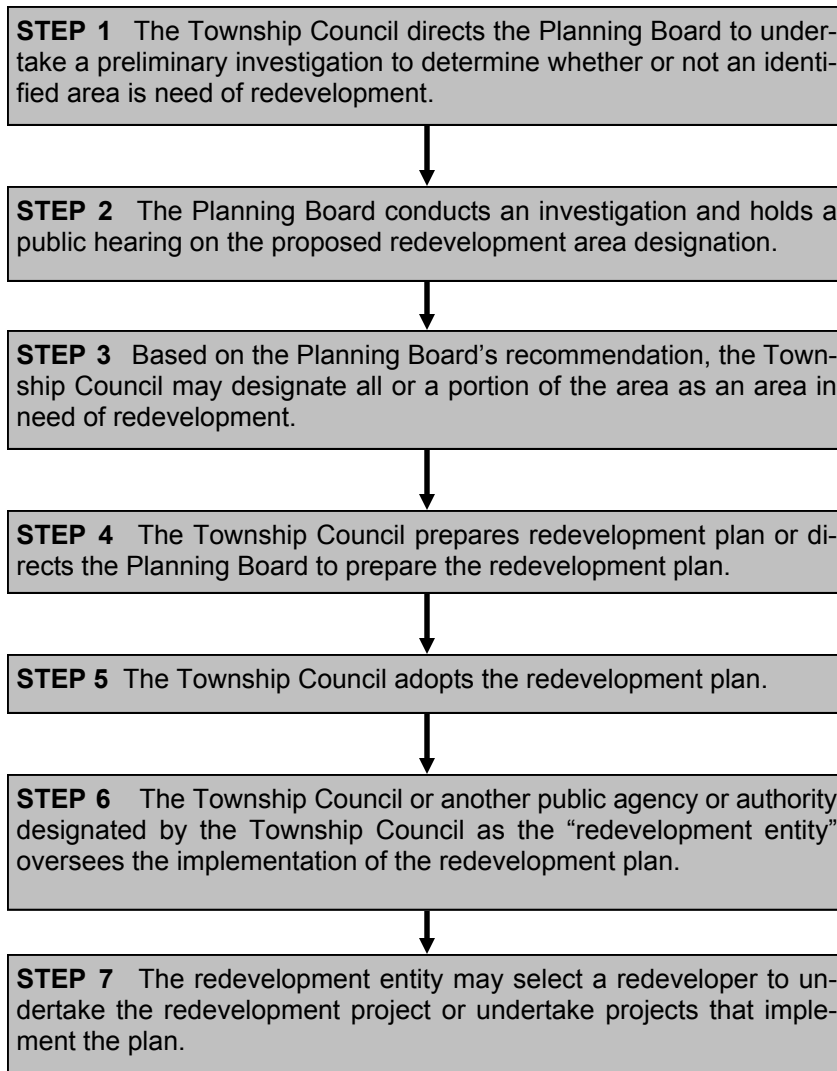 STEP 1 The Township Council directs the Planning Board to under-
take a preliminary investigation to determine whether or not an identi-
fied area is need of redevelopment.
STEP 2 The Planning Board conducts an investigation and holds a
public hearing on the proposed redevelopment area designation.
STEP 3 Based on the Planning Board’s recommendation, the Town-
ship Council may designate all or a portion of the area as an area in
need of redevelopment.
STEP 4 The Township Council prepares redevelopment plan or di-
rects the Planning Board to prepare the redevelopment plan.
STEP 5 The Township Council adopts the redevelopment plan.
STEP 6 The Township Council or another public agency or authority
designated by the Township Council as the “redevelopment entity”
oversees the implementation of the redevelopment plan.
STEP 7 The redevelopment entity may select a redeveloper to un-
dertake the redevelopment project or undertake projects that imple-
ment the plan.